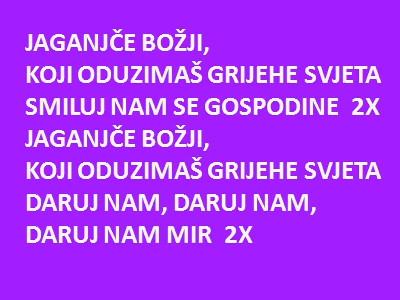 JAGANJČE BOŽJI,
KOJI ODUZIMAŠ GRIJEHE SVJETA
SMILUJ NAM SE GOSPODINE  2X
JAGANJČE BOŽJI,
KOJI ODUZIMAŠ GRIJEHE SVJETA
DARUJ NAM, DARUJ NAM,
DARUJ NAM MIR  2X